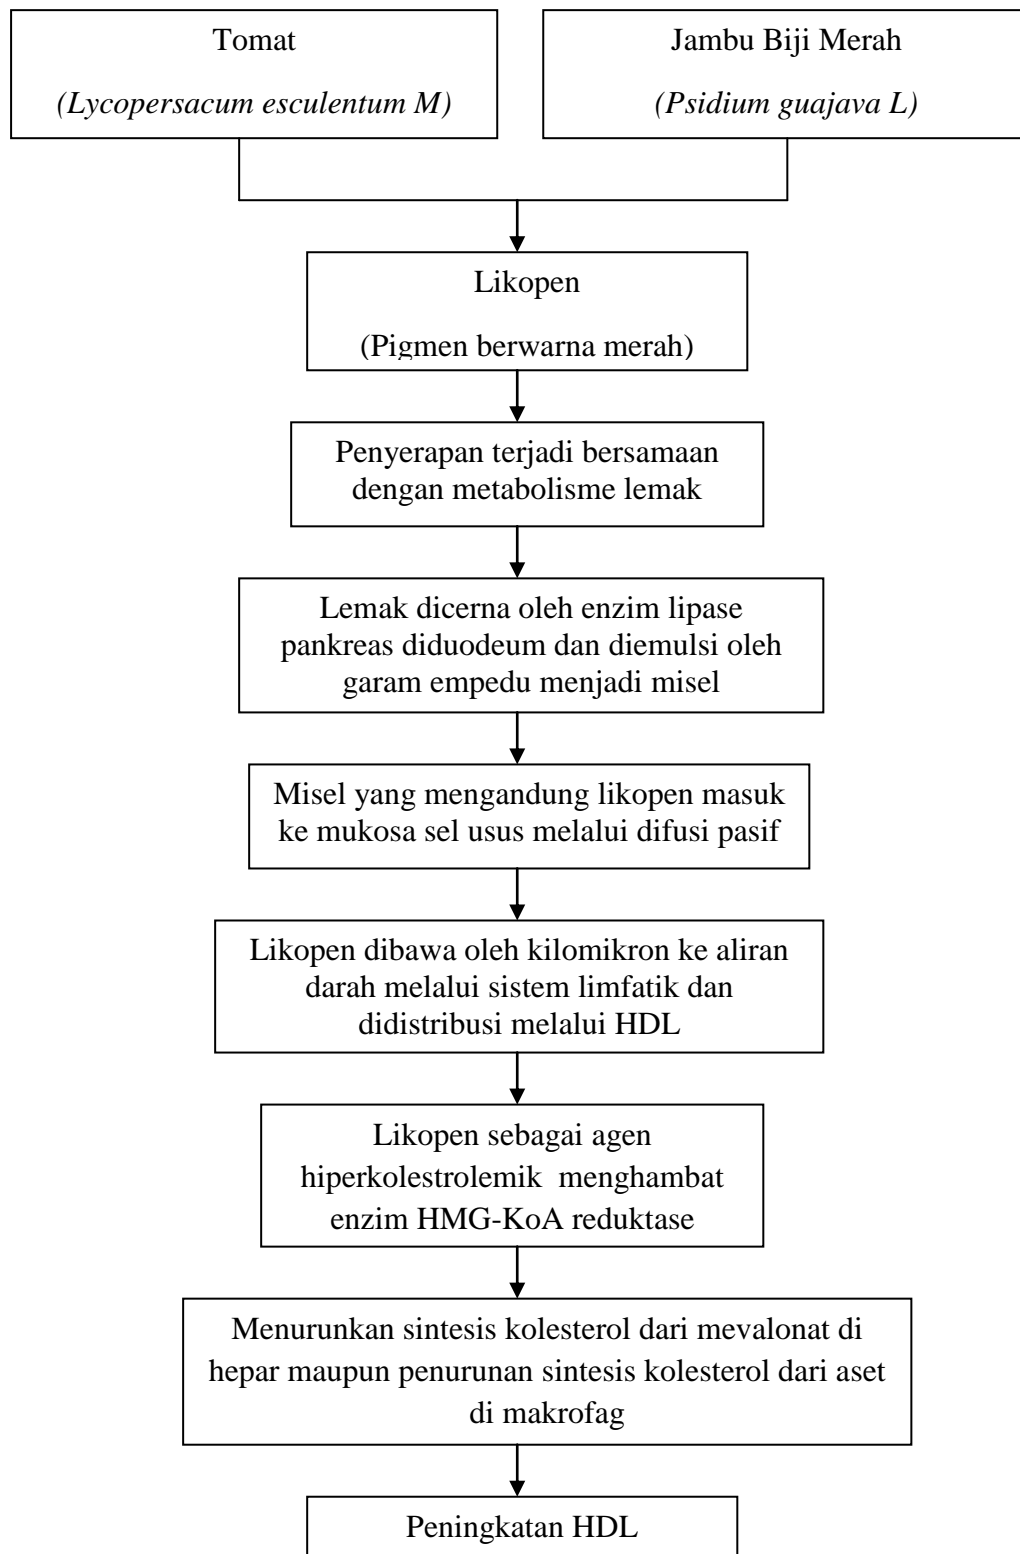 Tomat
(Lycopersacum esculentum M)
Jambu Biji Merah
(Psidium guajava L)
Likopen
(Pigmen berwarna merah)
Penyerapan terjadi bersamaan
dengan metabolisme lemak
Lemak dicerna oleh enzim lipase
pankreas diduodeum dan diemulsi oleh
garam empedu menjadi misel
Misel yang mengandung likopen masuk
ke mukosa sel usus melalui difusi pasif
Likopen dibawa oleh kilomikron ke aliran
darah melalui sistem limfatik dan
didistribusi melalui HDL
Likopen sebagai agen
hiperkolestrolemik menghambat
enzim HMG-KoA reduktase
Menurunkan sintesis kolesterol dari mevalonat di
hepar maupun penurunan sintesis kolesterol dari aset
di makrofag
Peningkatan HDL